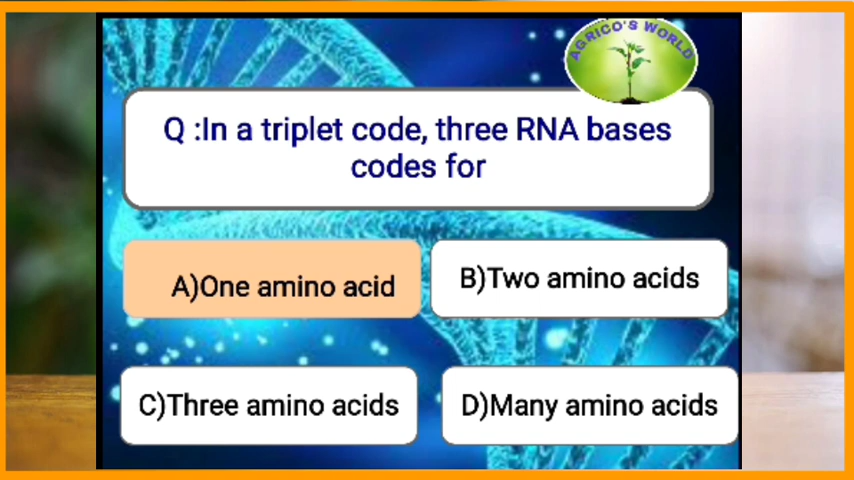 AGRICO'S WORLD
Q :In a triplet code, three RNA bases
codes for
A)One amino acid
B)Two amino acids
C)Three amino acids
D)Many amino acids